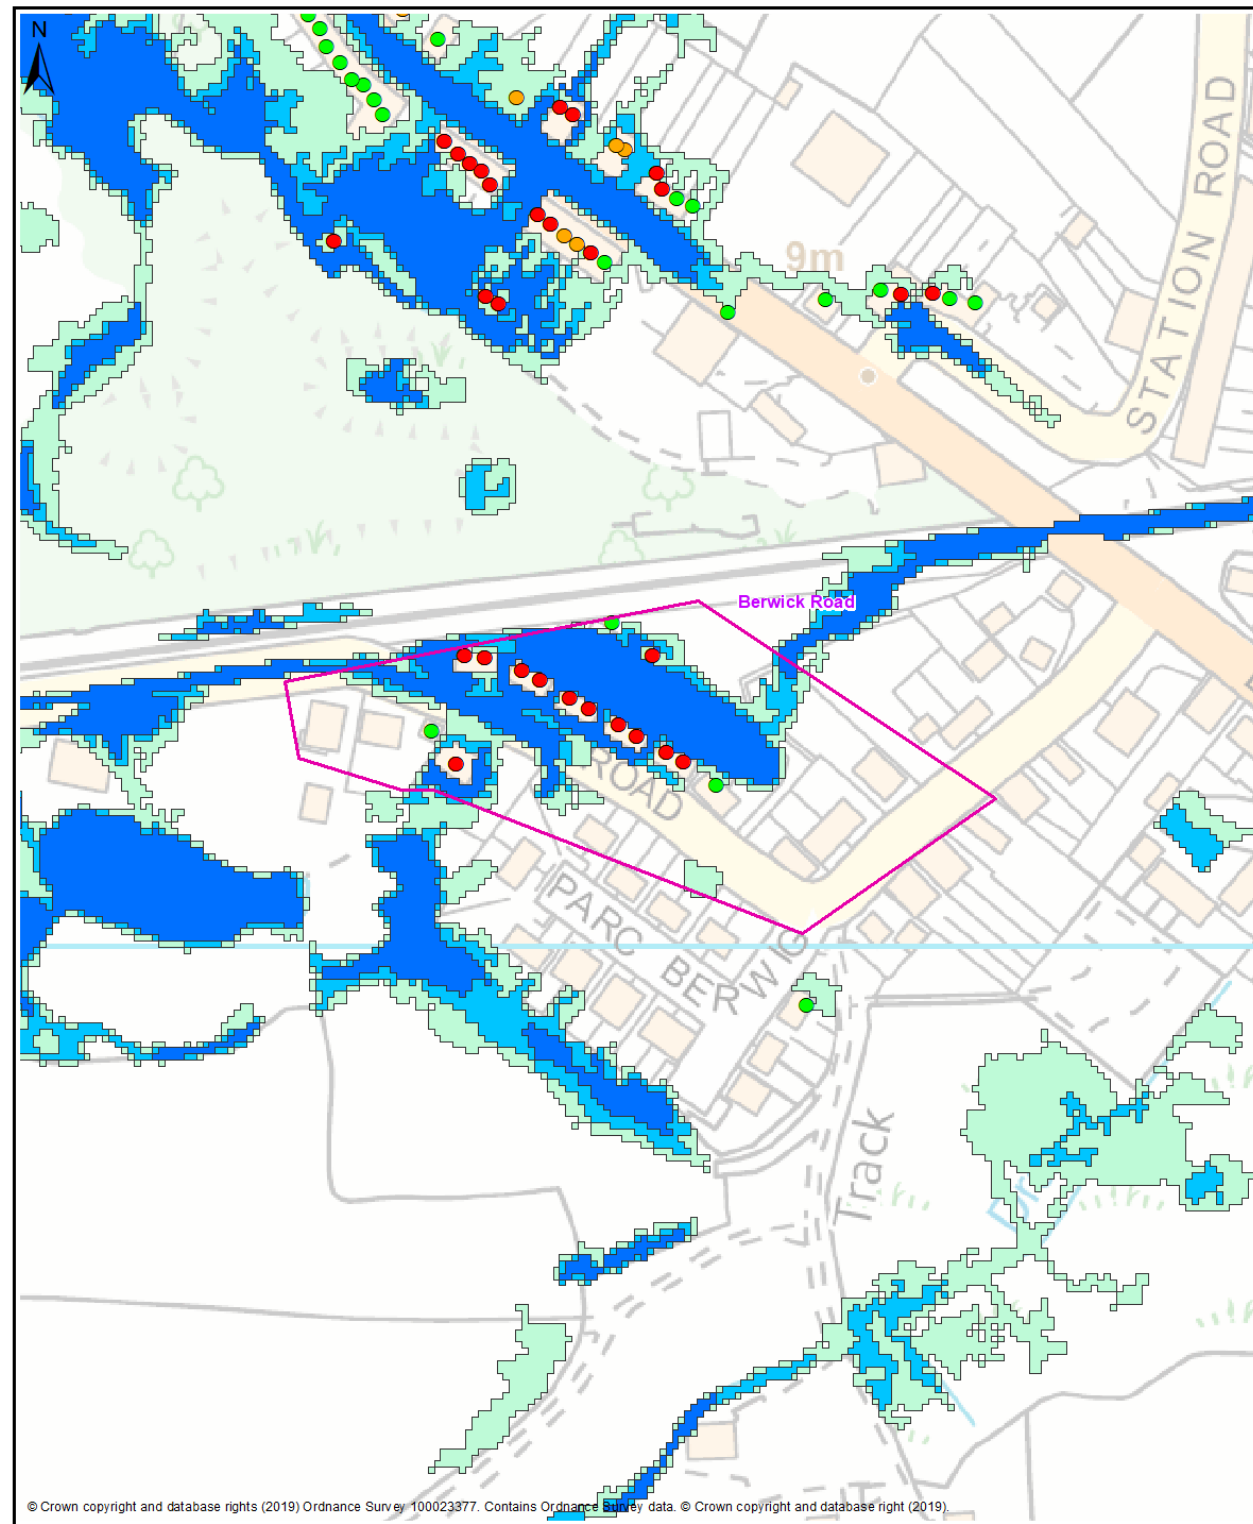 N
STATION ROAD
9m
Berwick Road
ROAD
PARC BERWIG
Track
Dr
© Crown copyright and database rights (2019) Ordnance Survey 100023377. Contains Ordnance Survey data. © Crown copyright and database right (2019).